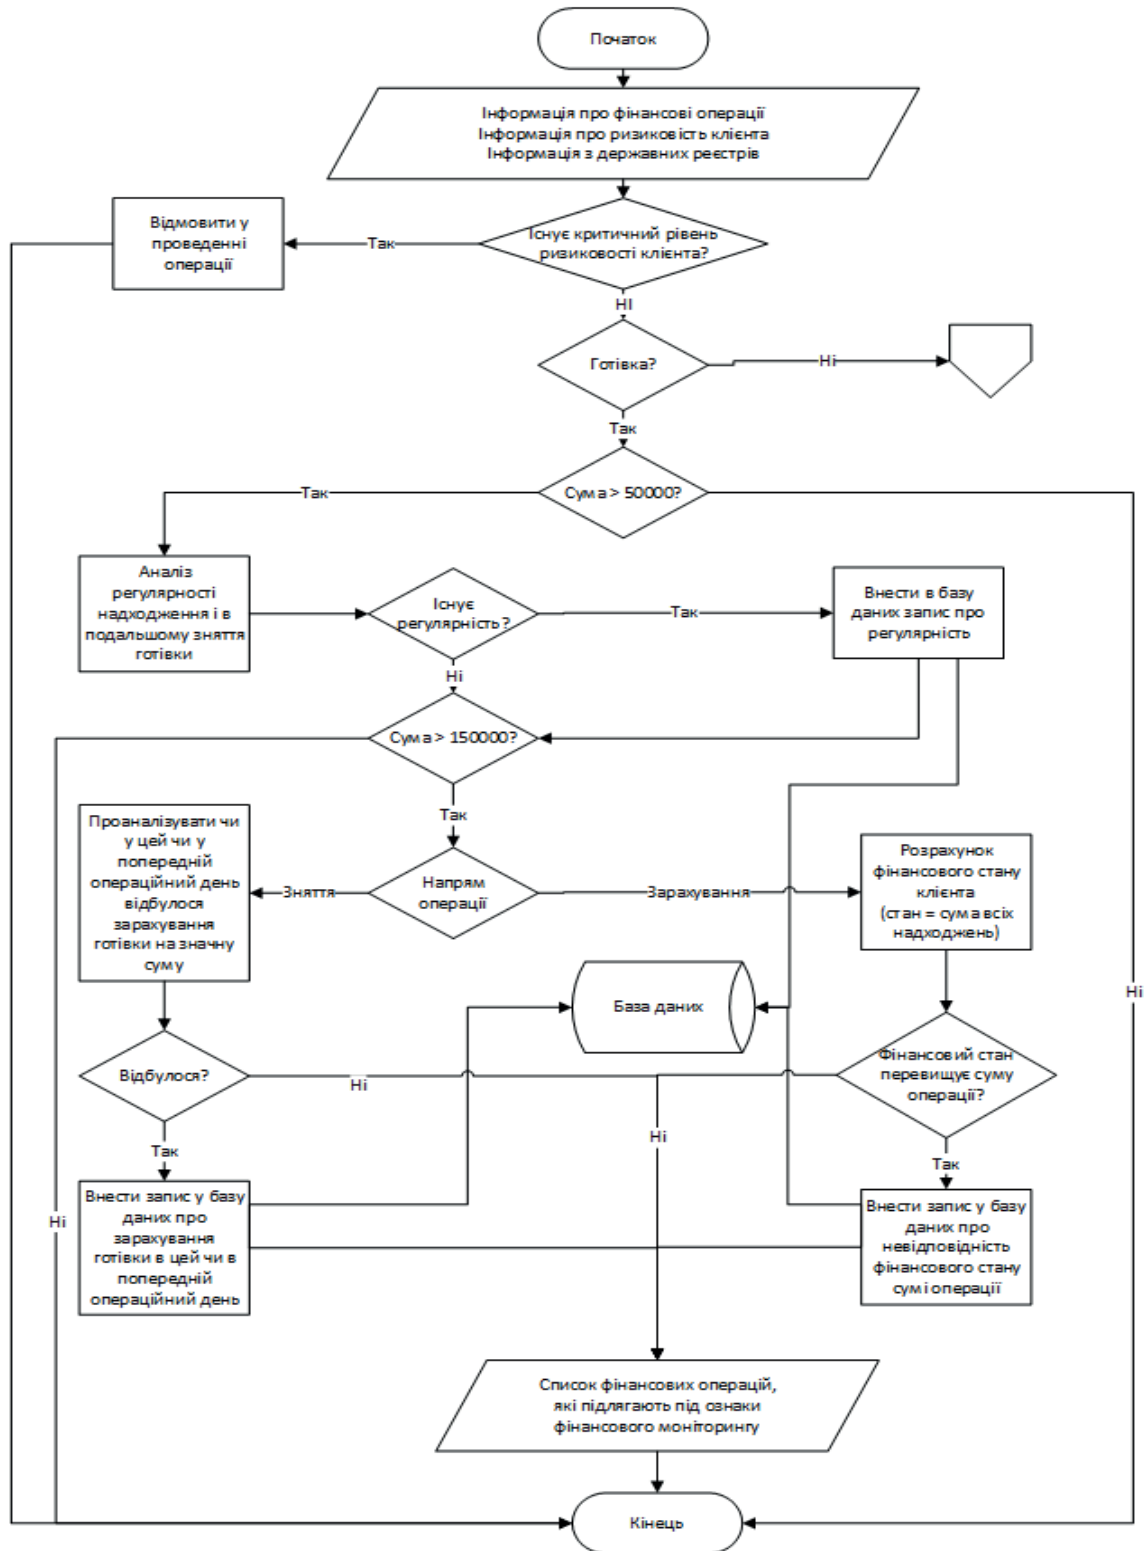 Початок
Інформація про фінансові операції
Інформація про ризиковість клієнта
Інформація з державних реєстрів
Відмовити у
проведенні
операції
Так
Існує критичний рівень
ризиковості клієнта?
НІ
Готівка?
Ні
Так
Так
Сума > 50000?
Аналіз
регулярності
надходження і в
подальшому зняття
готівки
Існує
регулярність?
Так
Внести в базу
даних запис про
регулярність
Ні
Сума > 150000?
Так
Проаналізувати чи
у цей чи у
попередній
операційний день
відбулося
зарахування
готівки на значну
суму
Зняття
Напрям
операції
Зарахування
Розрахунок
фінансового стану
клієнта
(стан = сума всіх
надходжень)
База даних
Ні
Відбулося?
Ні
Фінансовий стан
перевищує суму
операції?
Ні
Так
Так
Внести запис у базу
даних про
зарахування
готівки в цей чи в
попередній
операційний день
Ні
Внести запис у базу
даних про
невідповідність
фінансового стану
сумі операції
Список фінансових операцій,
які підлягають під ознаки
фінансового моніторингу
Кінець